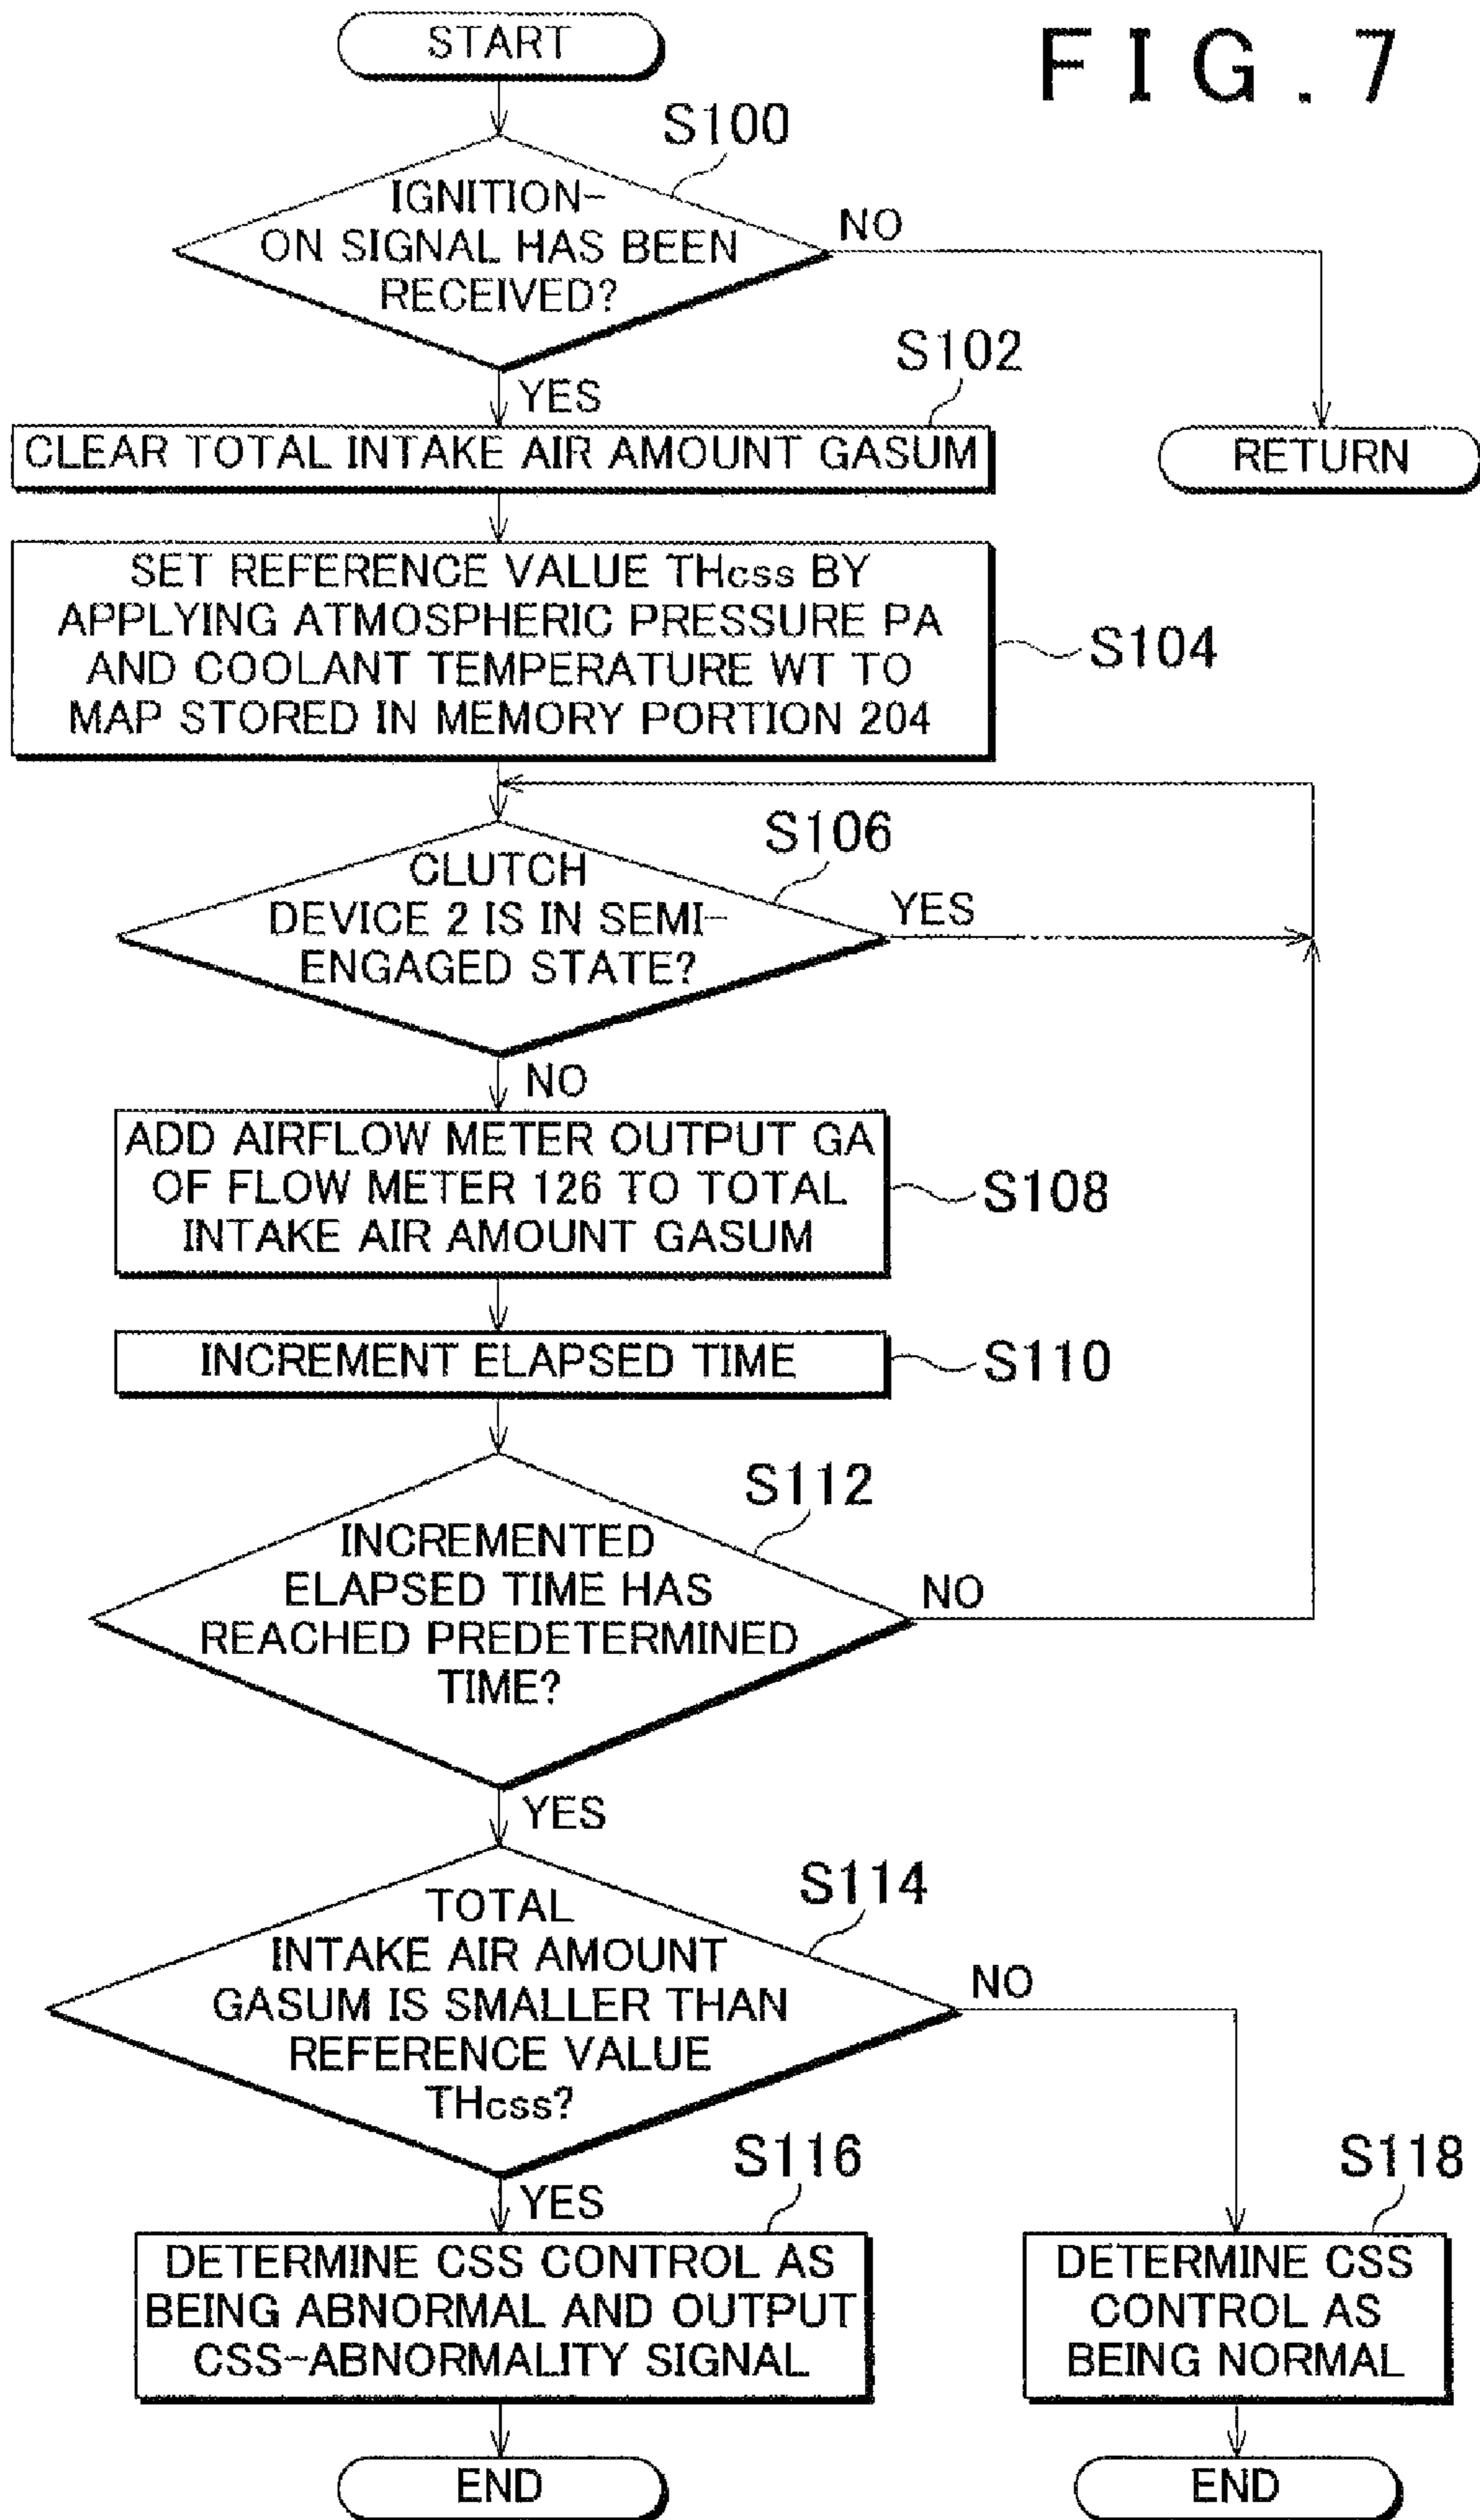 FIG. 7
START
S100
IGNITION-
ON SIGNAL HAS BEEN
RECEIVED?
NO
YES
S102
CLEAR TOTAL INTAKE AIR AMOUNT GASUM
RETURN
SET REFERENCE VALUE THcss BY
APPLYING ATMOSPHERIC PRESSURE PA
AND COOLANT TEMPERATURE WT TO
MAP STORED IN MEMORY PORTION 204
S104
S106
CLUTCH
DEVICE 2 IS IN SEMI-
ENGAGED STATE?
YES
NO
ADD AIRFLOW METER OUTPUT GA
OF FLOW METER 126 TO TOTAL
INTAKE AIR AMOUNT GASUM
S108
INCREMENT ELAPSED TIME
S110
S112
INCREMENTED
ELAPSED TIME HAS
REACHED PREDETERMINED
TIME?
NO
YES
S114
TOTAL
INTAKE AIR AMOUNT
GASUM IS SMALLER THAN
REFERENCE VALUE
THcss?
NO
YES
S116
DETERMINE CSS CONTROL AS
BEING ABNORMAL AND OUTPUT
CSS-ABNORMALITY SIGNAL
S118
DETERMINE CSS
CONTROL AS
BEING NORMAL
END
END